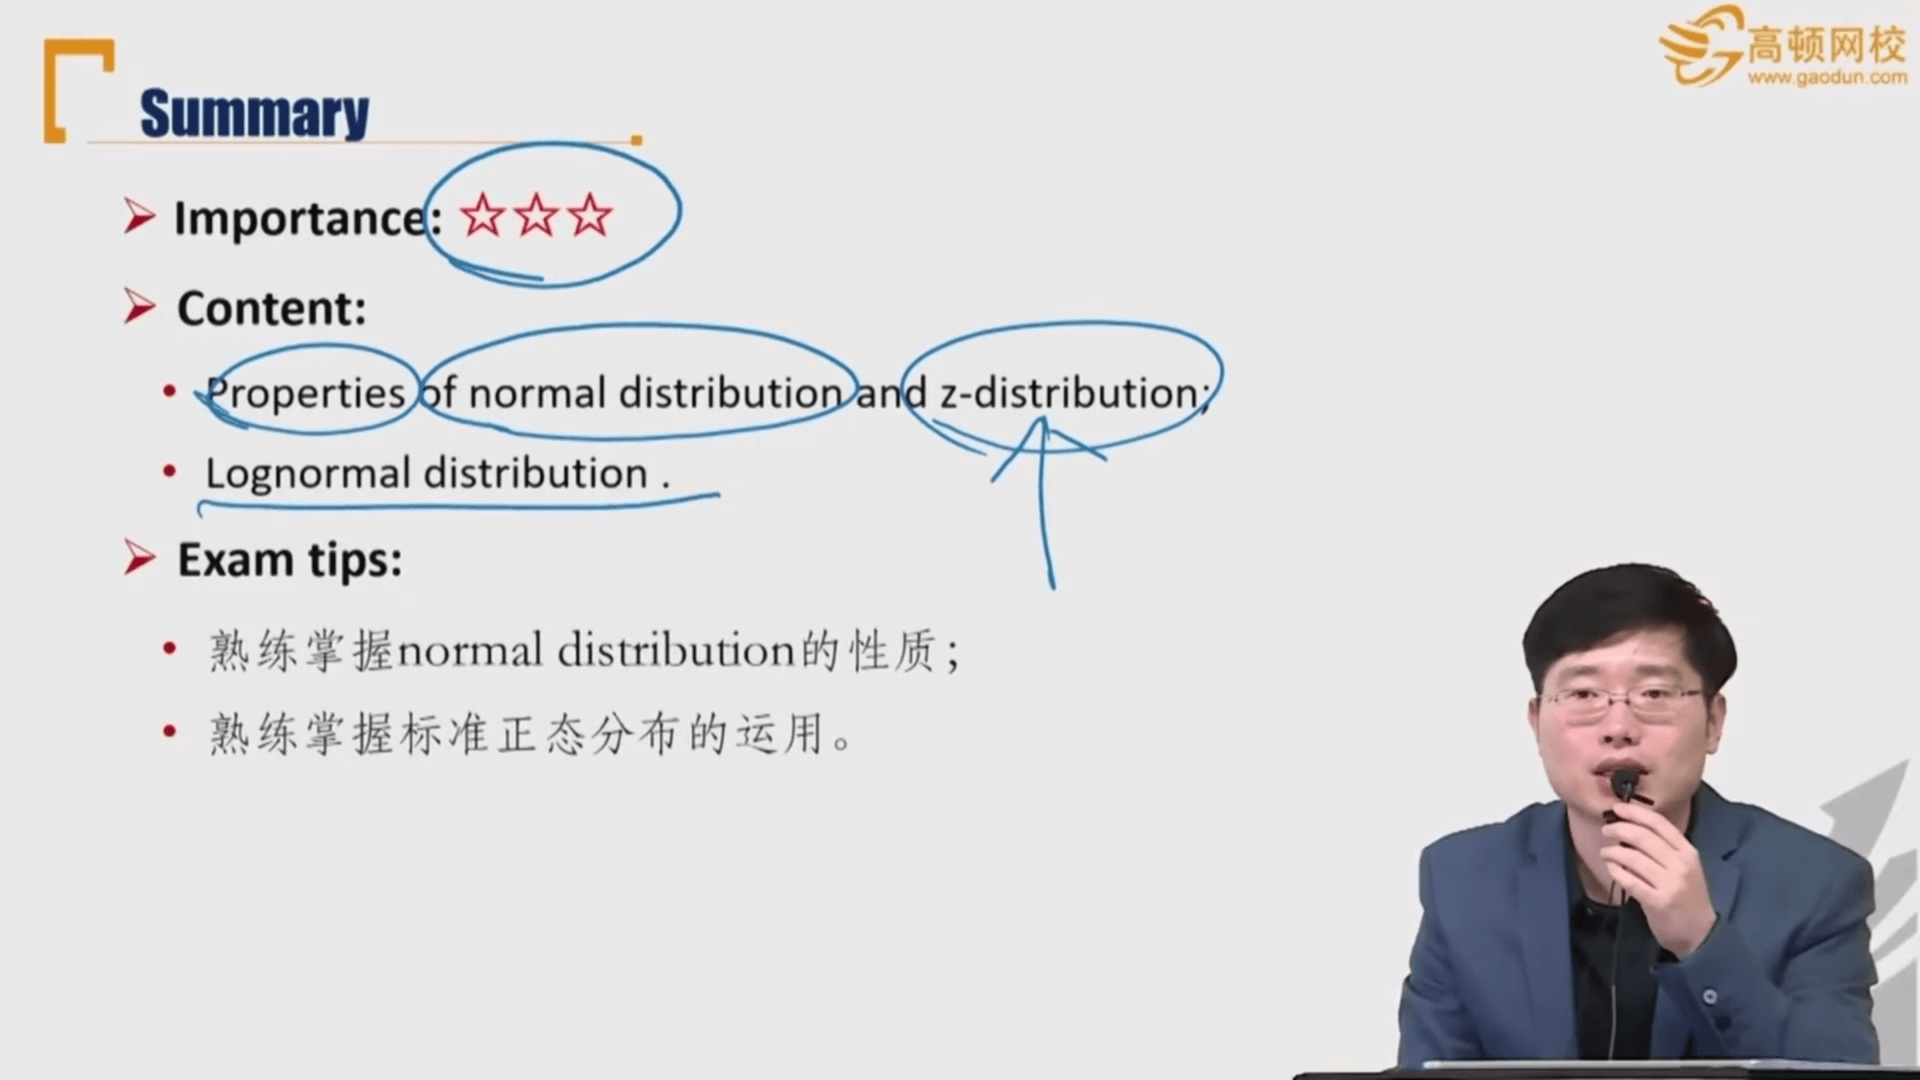 高顿网校
www.gaodun.com
Summary
Importance: ☆☆☆
Content:
Properties of normal distribution and z-distribution;
Lognormal distribution .
Exam tips:
熟练掌握normal distribution的性质；
熟练掌握标准正态分布的运用。